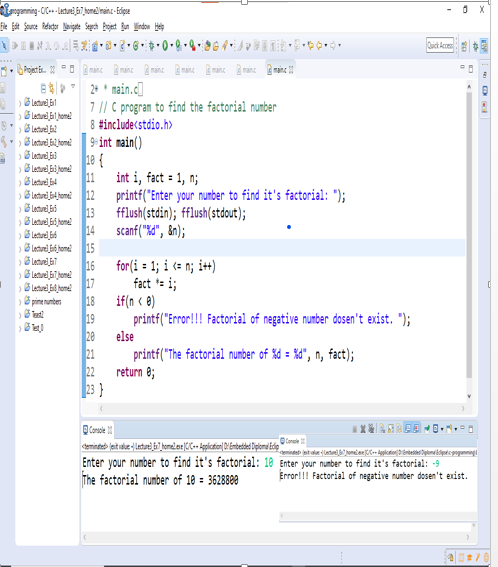 c-programming - C/C++ - Lecture3_Ex7_home2/main.c - Eclipse
File Edit Source Refactor Navigate Search Project Run Window Help
Quick Access
C/C++
Project Ex...
main.c
main.c
main.c
main.c
main.c
main.c
main.c
Lecture3_Ex1
Lecture3_Ex1_home2
Lecture3_Ex2
Lecture3_Ex2_home2
Lecture3_Ex3
Lecture3_Ex3_home2
Lecture3_Ex4
Lecture3_Ex4_home2
Lecture3_Ex5
Lecture3_Ex5_home2
Lecture3_Ex6
Lecture3_Ex6_home2
Lecture3_Ex7
Lecture3_Ex7_home2
Lecture3_Ex8_home2
prime numbers
Teast2
Test_0
2 * main.c
7 // C program to find the factorial number
8 #include<stdio.h>
9 int main()
10 {
11 int i, fact = 1, n;
12 printf("Enter your number to find it's factorial: ");
13 fflush(stdin); fflush(stdout);
14 scanf("%d", &n);
15
16 for(i = 1; i <= n; i++)
17 fact *= i;
18 if(n < 0)
19 printf("Error!!! Factorial of negative number dosen't exist. ");
20 else
21 printf("The factorial number of %d = %d", n, fact);
22 return 0;
23 }
Console
<terminated> (exit value: -) Lecture3_Ex7_home2.exe [C/C++ Application] D:\Embedded Diploma\Eclip
Enter your number to find it's factorial: 10
The factorial number of 10 = 3628800
Console
<terminated> (exit value: -) Lecture3_Ex7_home2.exe [C/C++ Application] D:\Embedded Diploma\Eclipse\c-programming\
Enter your number to find it's factorial: -9
Error!!! Factorial of negative number dosen't exist.